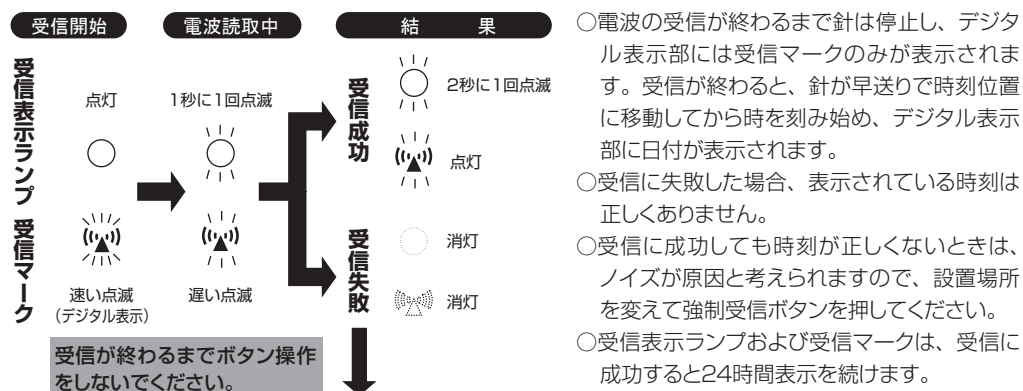 受信開始
電波読取中
結 果
受信表示ランプ
受信マーク
点灯
1秒に1回点滅
速い点滅
(デジタル表示)
遅い点滅
受信成功
2秒に1回点滅
点灯
受信失敗
消灯
消灯
受信が終わるまでボタン操作
をしないでください。
○電波の受信が終わるまで針は停止し、デジタ
ル表示部には受信マークのみが表示されま
す。受信が終わると、針が早送りで時刻位置
に移動してから時を刻み始め、デジタル表示
部に日付が表示されます。
○受信に失敗した場合、表示されている時刻は
正しくありません。
○受信に成功しても時刻が正しくないときは、
ノイズが原因と考えられますので、設置場所
を変えて強制受信ボタンを押してください。
○受信表示ランプおよび受信マークは、受信に
成功すると24時間表示を続けます。